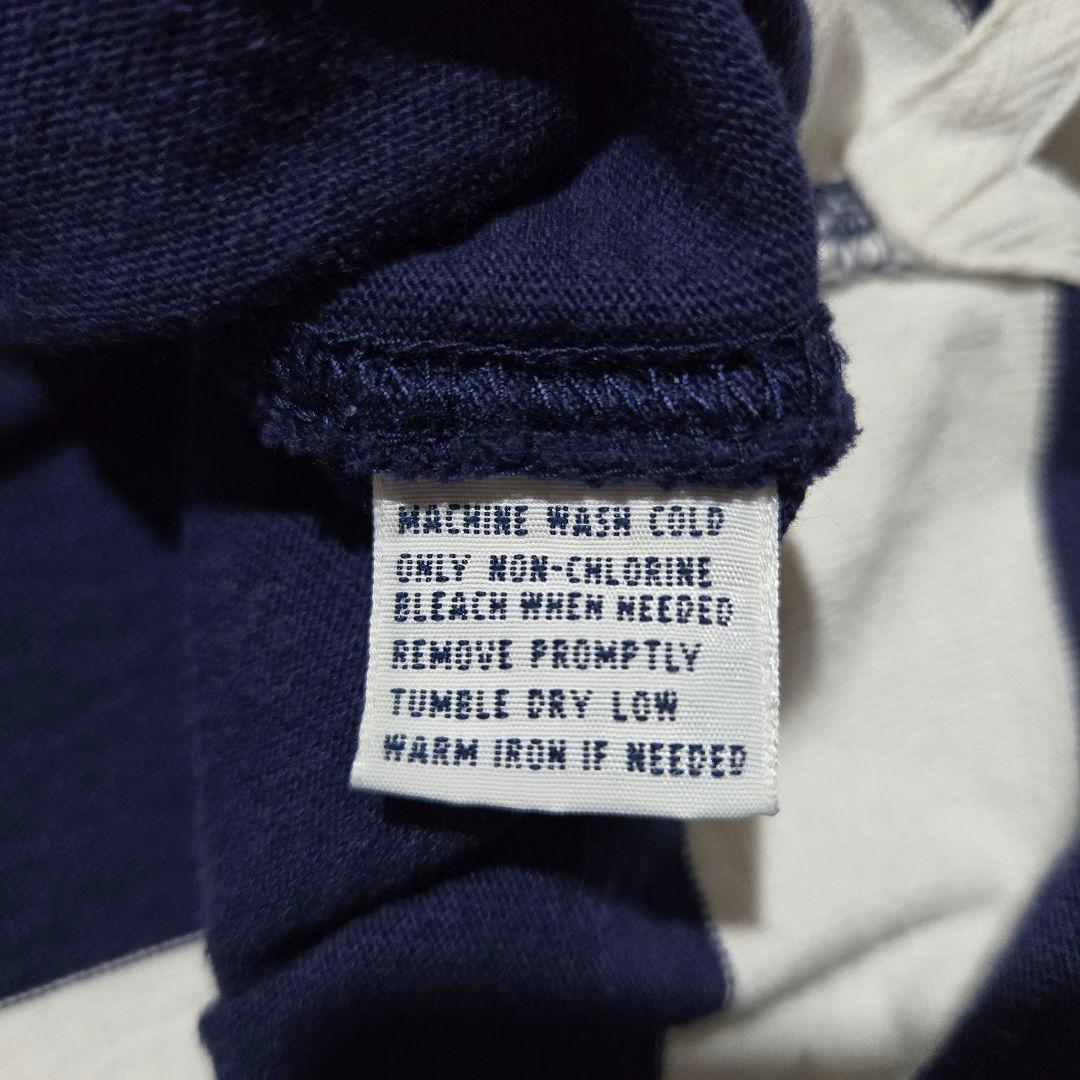 MACHINE WASH COLD
ONLY NON-CHLORINE
BLEACH WHEN NEEDED
REMOVE PROMPTLY
TUMBLE DRY LOW
WARM IRON IF NEEDED